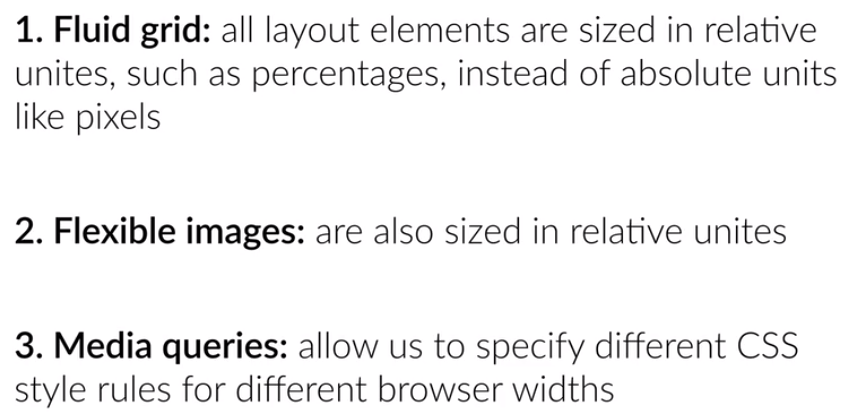 1. Fluid grid: all layout elements are sized in relative
unites, such as percentages, instead of absolute units
like pixels
2. Flexible images: are also sized in relative unites
3. Media queries: allow us to specify different CSS
style rules for different browser widths